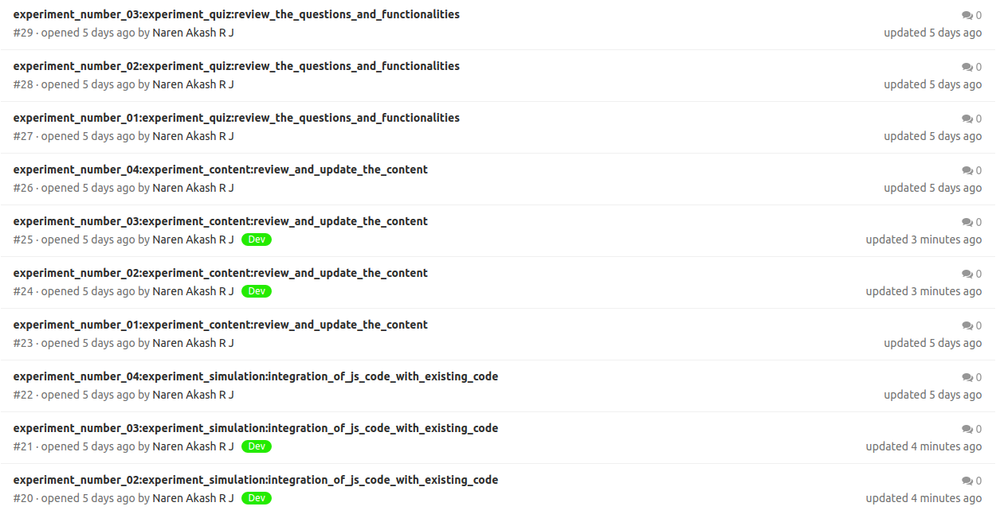 experiment_number_03:experiment_quiz:review_the_questions_and_functionalities 0
#29 · opened 5 days ago by Naren Akash R J updated 5 days ago
experiment_number_02:experiment_quiz:review_the_questions_and_functionalities 0
#28 · opened 5 days ago by Naren Akash R J updated 5 days ago
experiment_number_01:experiment_quiz:review_the_questions_and_functionalities 0
#27 · opened 5 days ago by Naren Akash R J updated 5 days ago
experiment_number_04:experiment_content:review_and_update_the_content 0
#26 · opened 5 days ago by Naren Akash R J updated 5 days ago
experiment_number_03:experiment_content:review_and_update_the_content 0
#25 · opened 5 days ago by Naren Akash R J Dev updated 3 minutes ago
experiment_number_02:experiment_content:review_and_update_the_content 0
#24 · opened 5 days ago by Naren Akash R J Dev updated 3 minutes ago
experiment_number_01:experiment_content:review_and_update_the_content 0
#23 · opened 5 days ago by Naren Akash R J updated 5 days ago
experiment_number_04:experiment_simulation:integration_of_js_code_with_existing_code 0
#22 · opened 5 days ago by Naren Akash R J updated 5 days ago
experiment_number_03:experiment_simulation:integration_of_js_code_with_existing_code 0
#21 · opened 5 days ago by Naren Akash R J Dev updated 4 minutes ago
experiment_number_02:experiment_simulation:integration_of_js_code_with_existing_code 0
#20 · opened 5 days ago by Naren Akash R J Dev updated 4 minutes ago